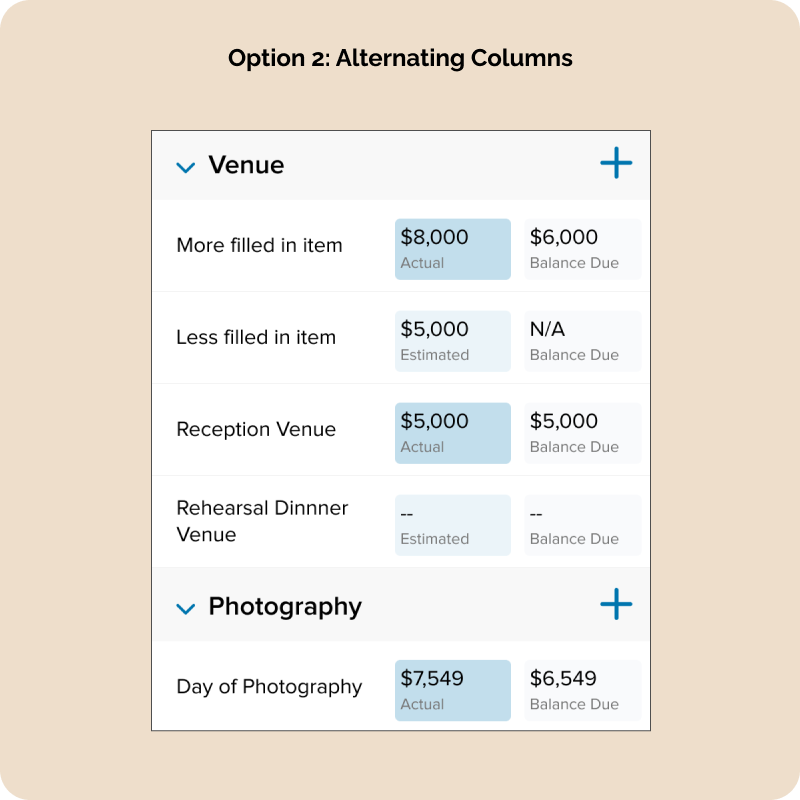 Option 2: Alternating Columns
Venue
More filled in item
$8,000
Actual
$6,000
Balance Due
Less filled in item
$5,000
Estimated
N/A
Balance Due
Reception Venue
$5,000
Actual
$5,000
Balance Due
Rehearsal Dinnner
Venue
--
Estimated
--
Balance Due
Photography
Day of Photography
$7,549
Actual
$6,549
Balance Due